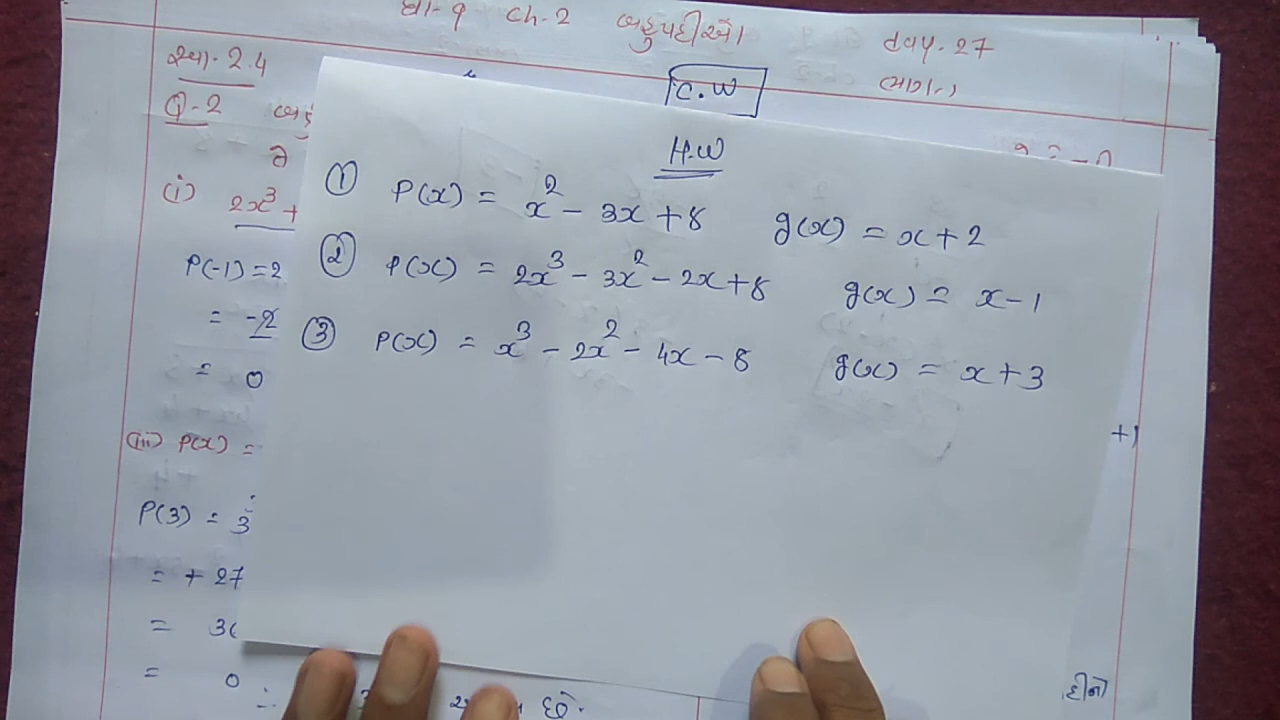 ધો-9 ch-2 બહુપદીઓ day-27
સ્વા. 2.4
C.W
Q-2
(i) 2x³ +
P(-1) = 2
= -2
= 0
(iii) P(x) =
P(3) = 3
= + 27
= 3
= 0
H.W
① P(x) = x² - 3x + 8 g(x) = x + 2
② P(x) = 2x³ - 3x² - 2x + 8 g(x) = x - 1
③ P(x) = x³ - 2x² - 4x - 8 g(x) = x + 3
+1
છે.